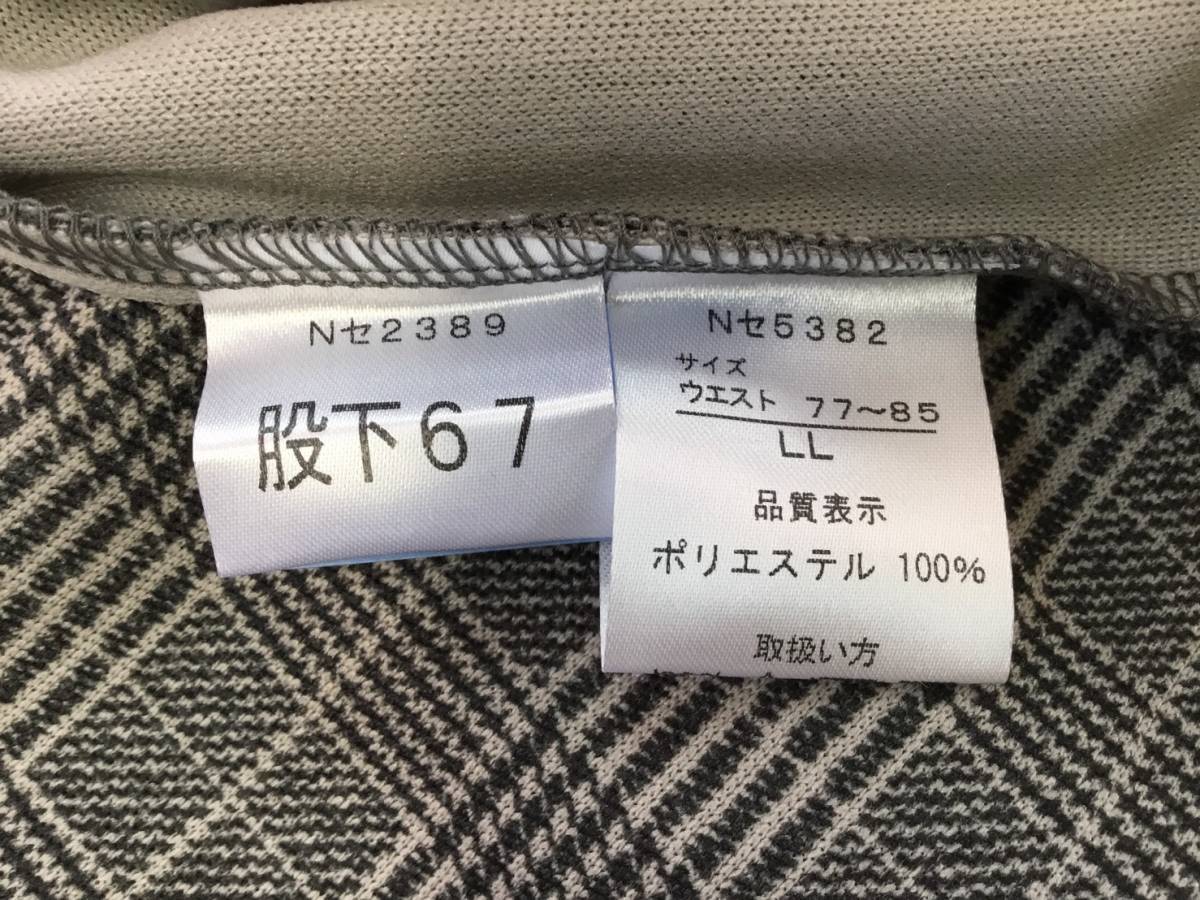 Nセ2389
股下67
Nセ5382
サイズ
ウエスト 77～85
LL
品質表示
ポリエステル 100%
取扱い方